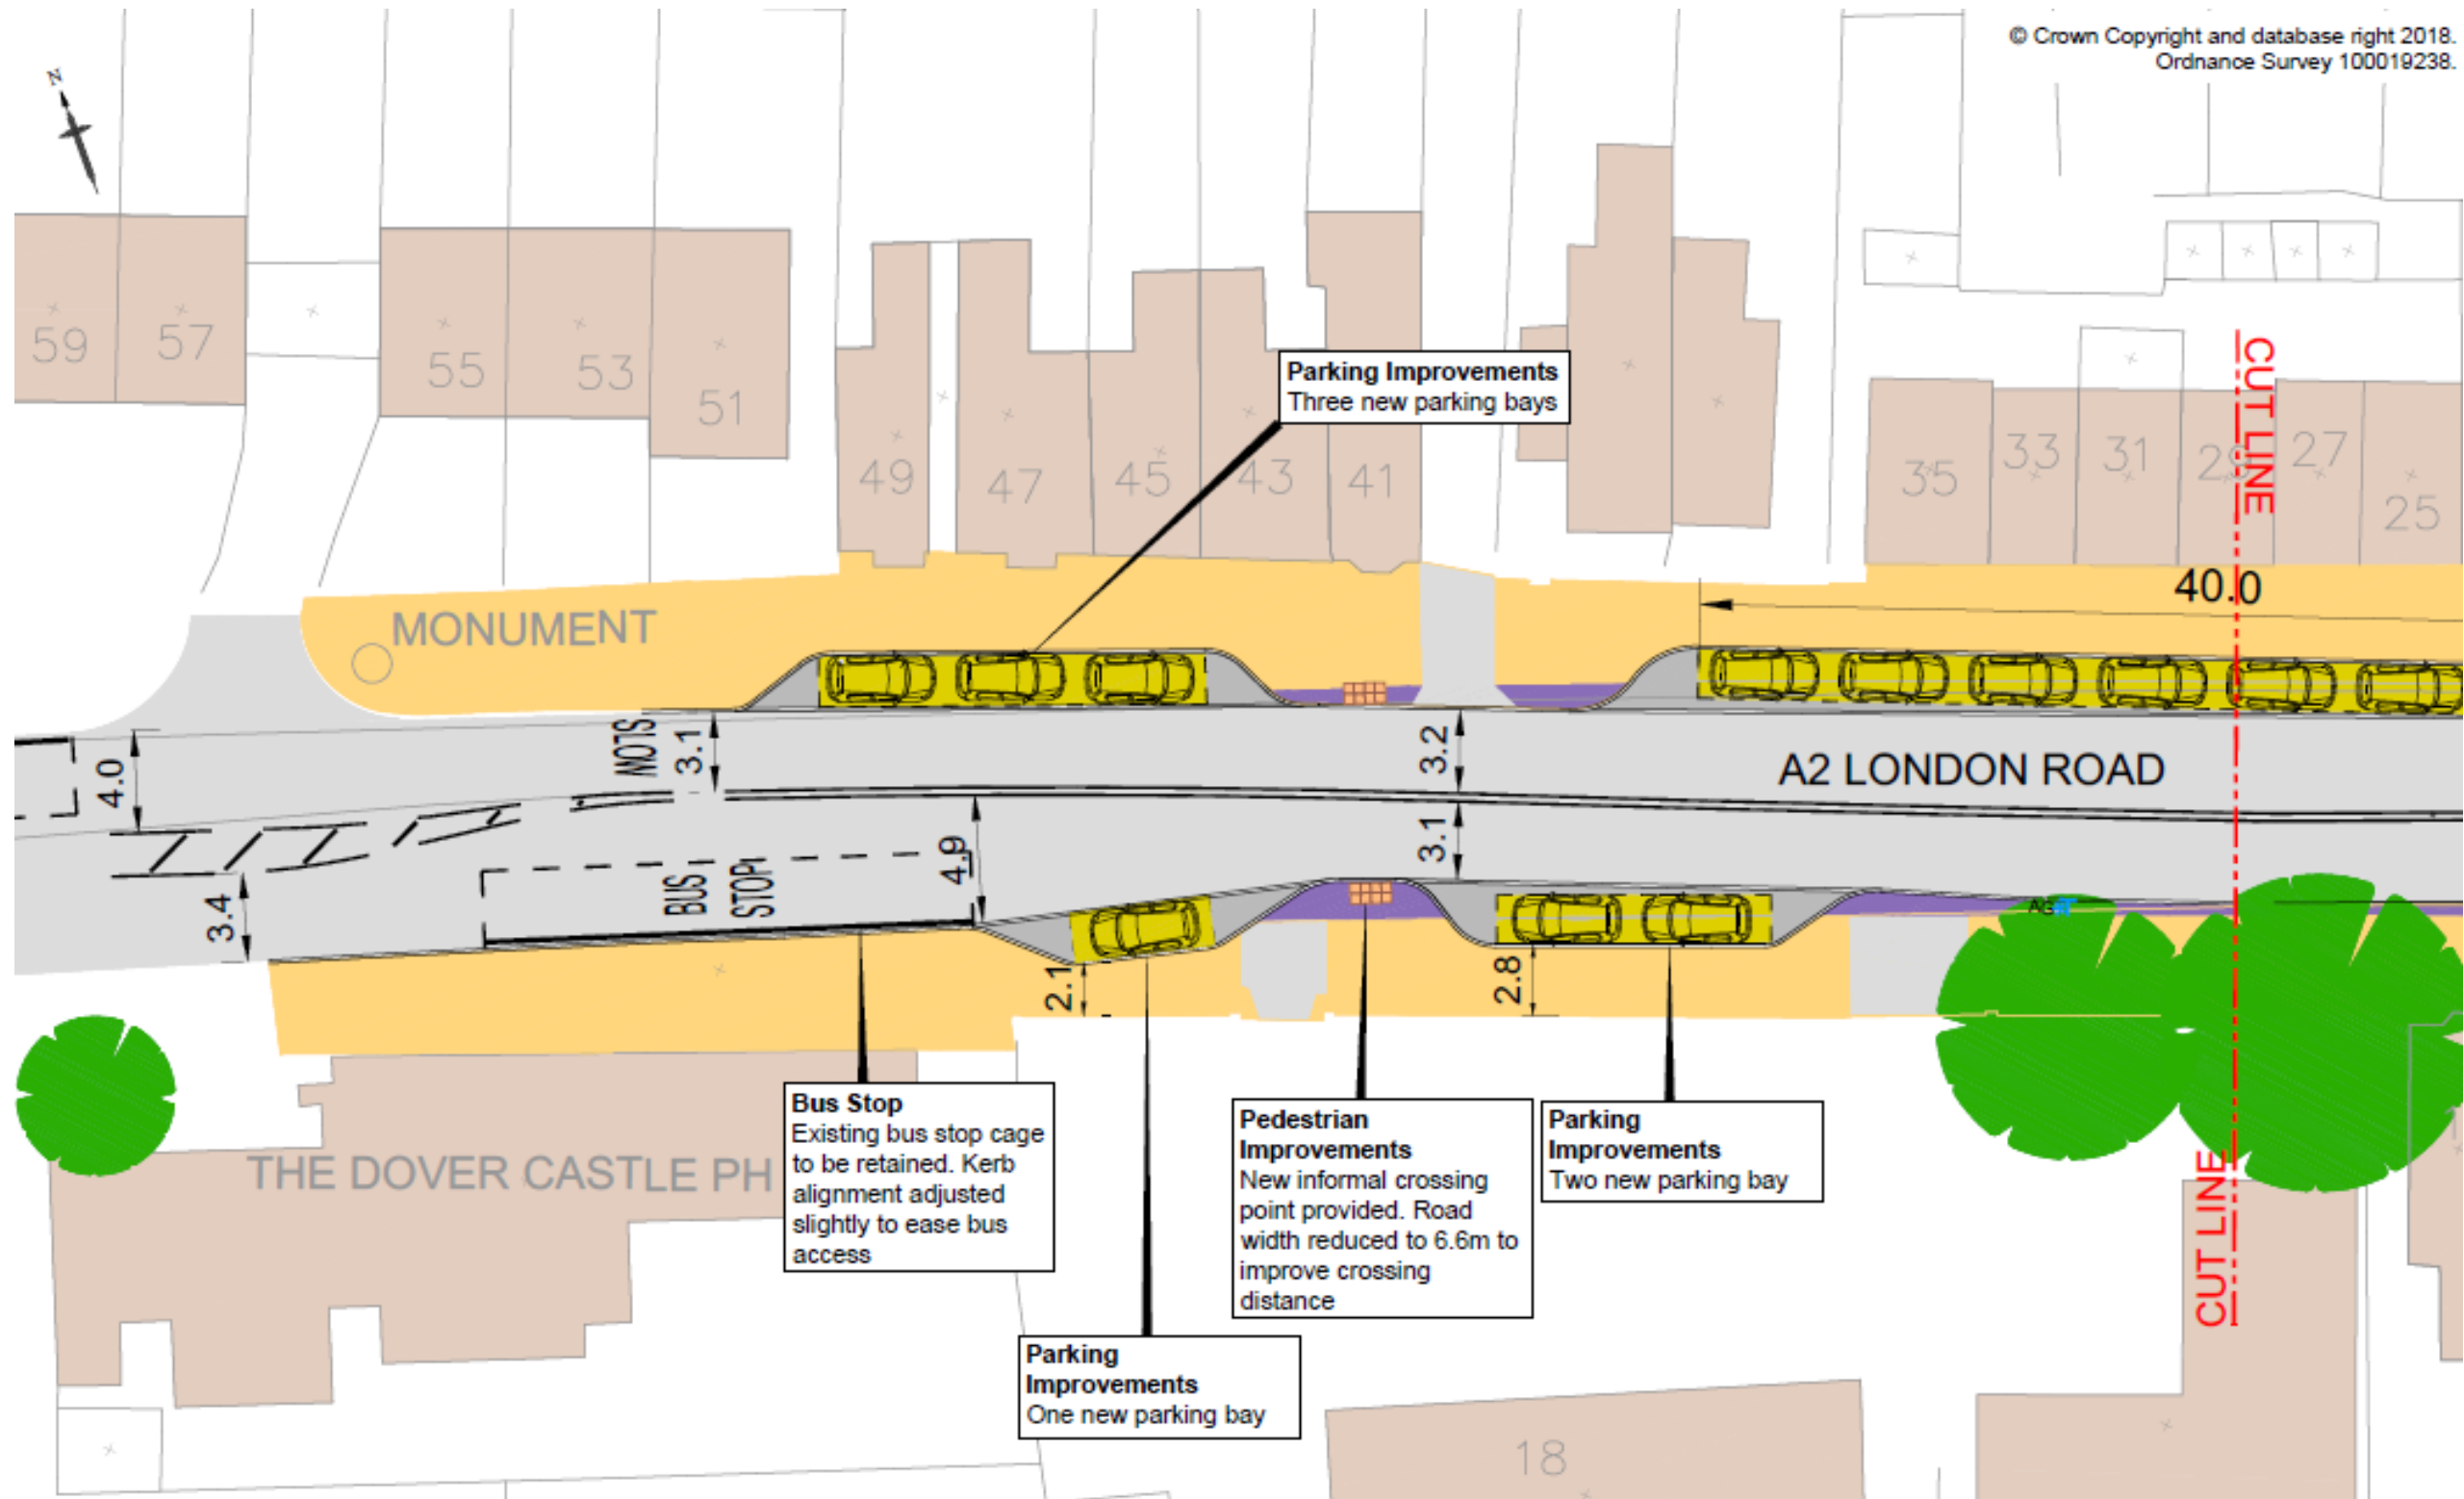 © Crown Copyright and database right 2018.
Ordnance Survey 100019238.
N
59
57
55
53
51
49
47
45
43
41
35
33
31
29
27
25
CUT LINE
Parking Improvements
Three new parking bays
MONUMENT
40.0
4.0
SLOW
3.1
3.2
A2 LONDON ROAD
3.4
BUS
STOP
4.9
3.1
2.1
2.8
THE DOVER CASTLE PH
Bus Stop
Existing bus stop cage
to be retained. Kerb
alignment adjusted
slightly to ease bus
access
Pedestrian
Improvements
New informal crossing
point provided. Road
width reduced to 6.6m to
improve crossing
distance
Parking
Improvements
Two new parking bay
CUT LINE
Parking
Improvements
One new parking bay
18